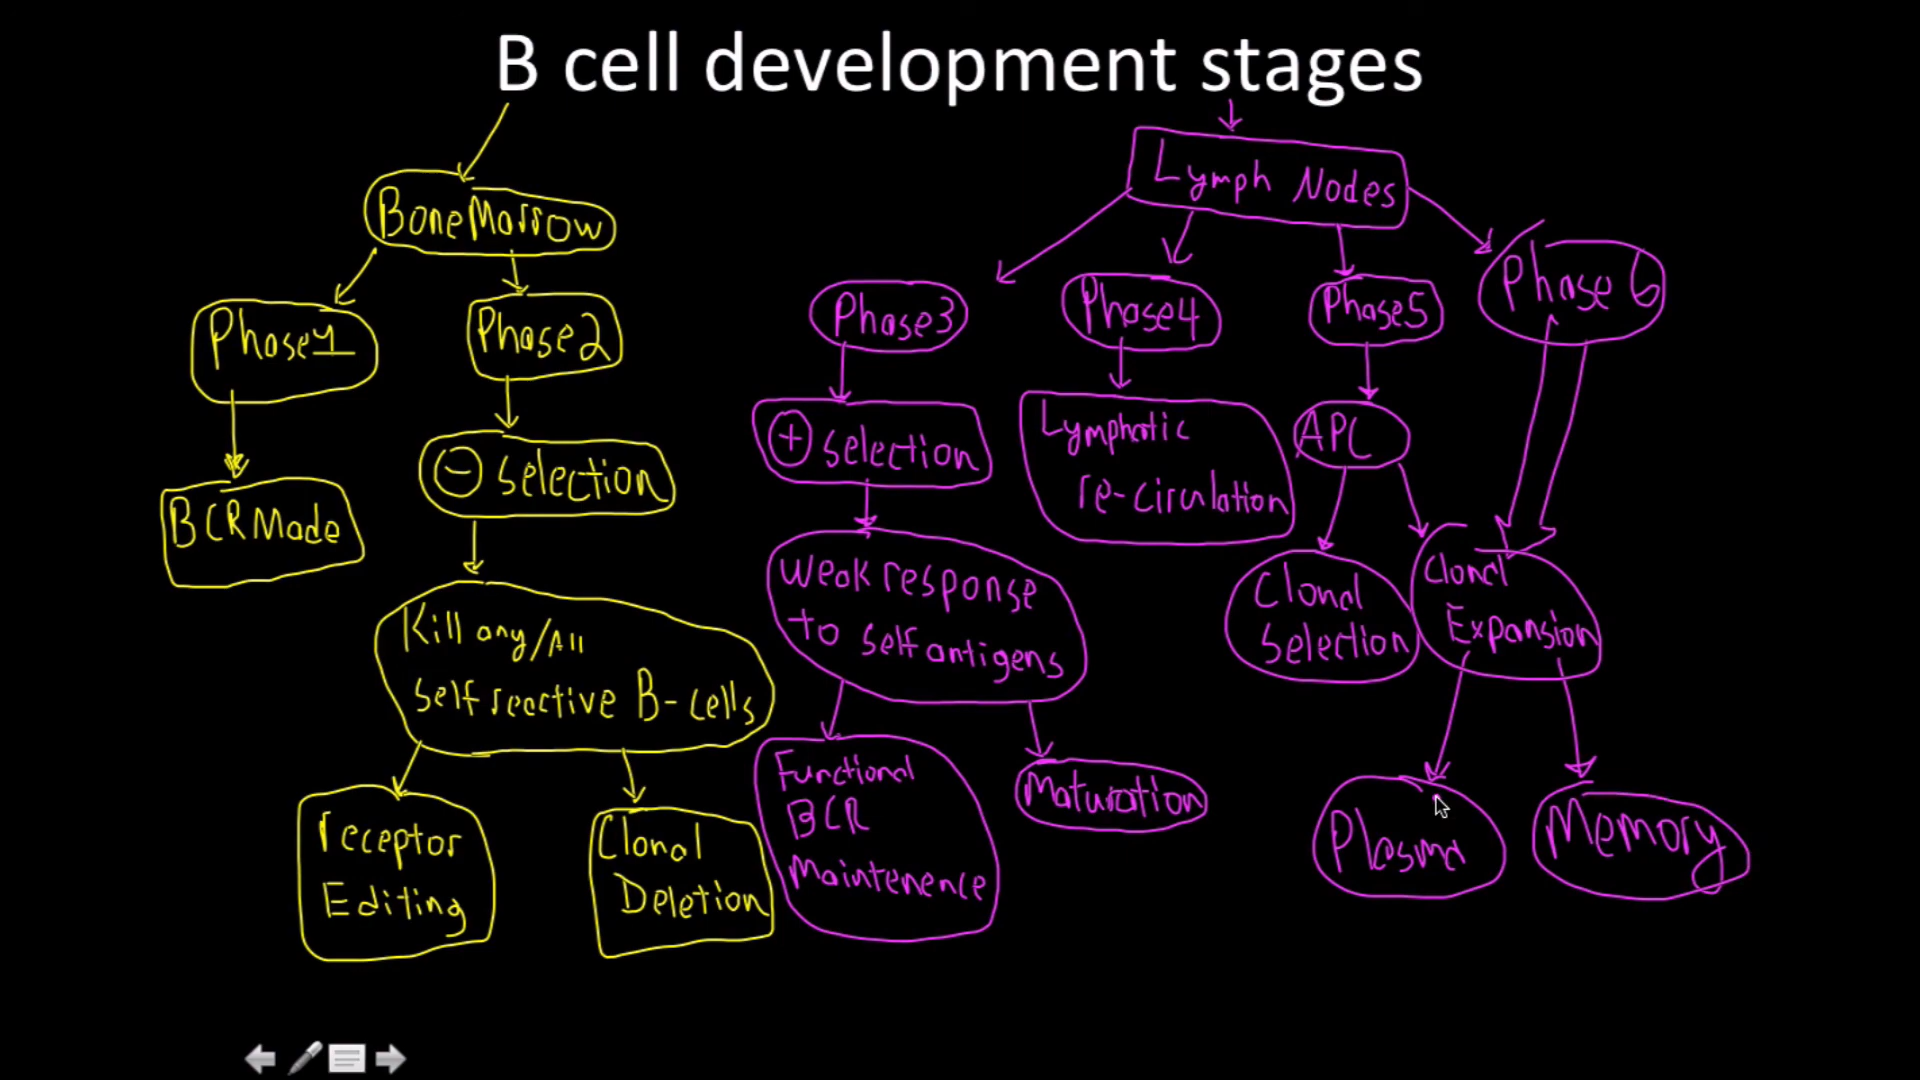 B cell development stages
Bone Marrow
Phase 1
BCR Made
Phase 2
⊖ Selection
Kill any/All
Self reactive B-cells
receptor
Editing
Clonal
Deletion
Lymph Nodes
Phase 3
⊕ Selection
Weak response
to self antigens
Functional
BCR
Maintenence
Maturation
Phase 4
Lymphatic
re-circulation
Phase 5
APC
Clonal
Selection
Clonal
Expansion
Phase 6
Plasma
Memory